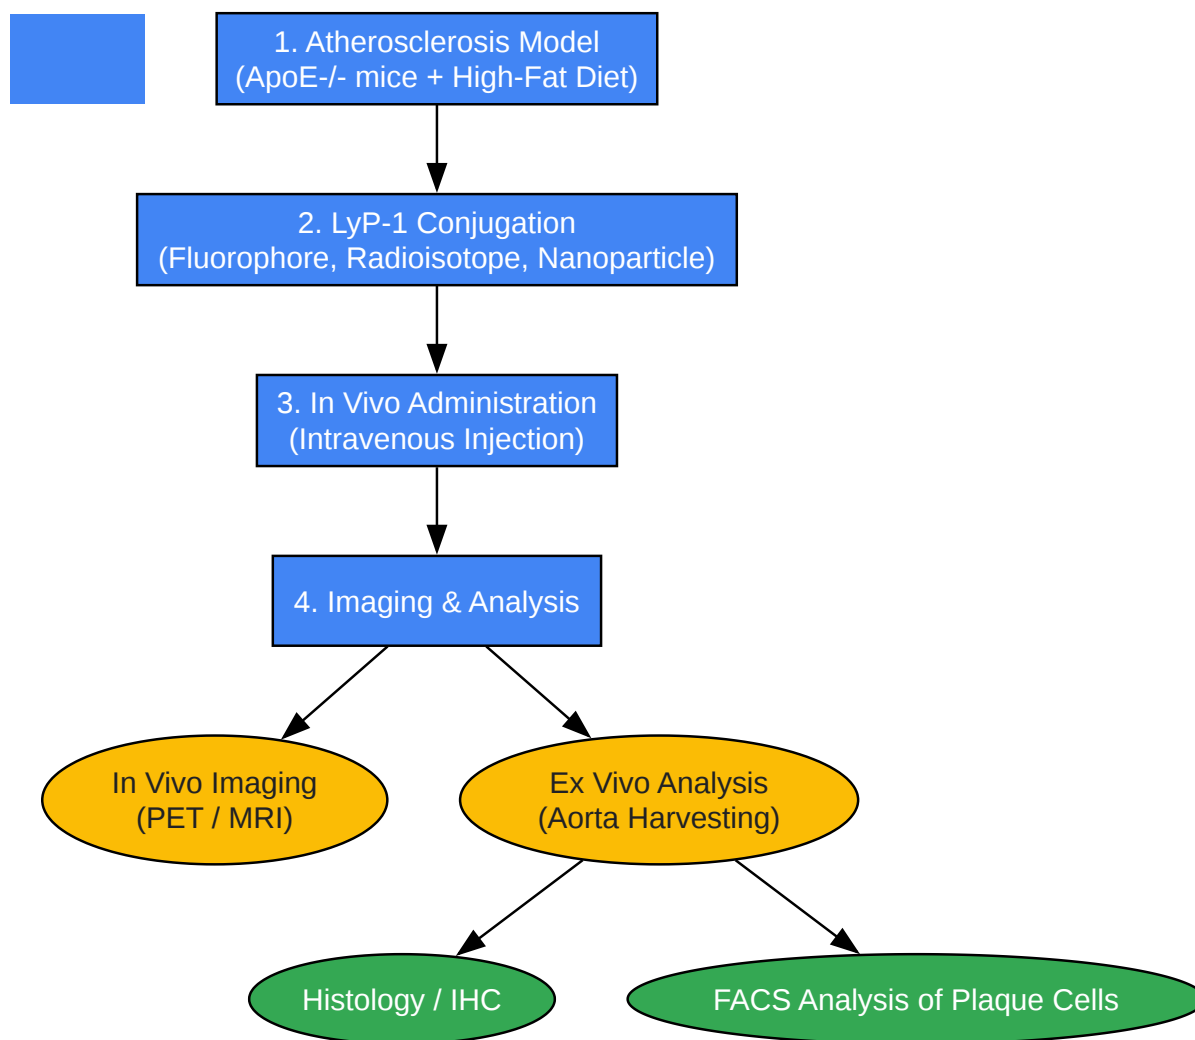 1. Atherosclerosis Model
(ApoE-/- mice + High-Fat Diet)
2. LyP-1 Conjugation
(Fluorophore, Radioisotope, Nanoparticle)
3. In Vivo Administration
(Intravenous Injection)
4. Imaging & Analysis
In Vivo Imaging
(PET / MRI)
Ex Vivo Analysis
(Aorta Harvesting)
Histology / IHC
FACS Analysis of Plaque Cells